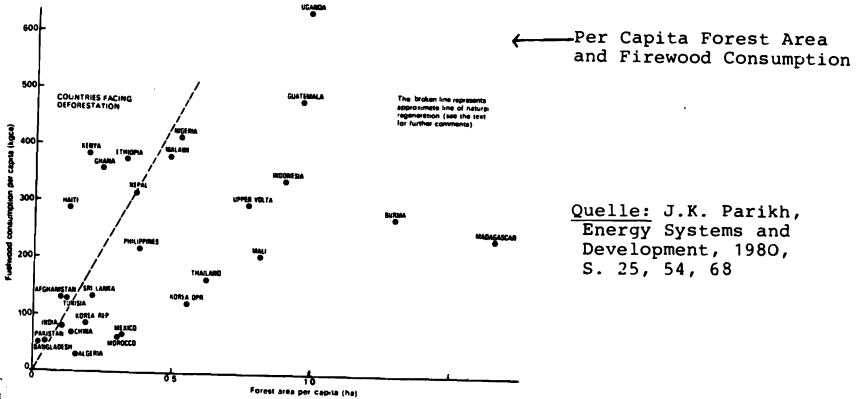 UGANDA
600
←Per Capita Forest Area
and Firewood Consumption
500
COUNTRIES FACING
DEFORESTATION
GUATEMALA
The broken line represents
approximate line of natural
regeneration (see the text
for further comments)
NIGERIA
400
KENYA
ETHIOPIA
MALAWI
GHANA
INDONESIA
NEPAL
300
HAITI
UPPER VOLTA
BURMA
Quelle: J.K. Parikh,
Energy Systems and
Development, 1980,
S. 25, 54, 68
MADAGASCAR
PHILIPPINES
200
MALI
THAILAND
AFGHANISTAN
SRI LANKA
TUNISIA
KOREA DPR
100
INDIA
KOREA REP
PAKISTAN
CHINA
MEXICO
MOROCCO
BANGLADESH
ALGERIA
0
0
0 5
1 0
Fuelwood consumption per capita (kgce)
Forest area per capita (ha)